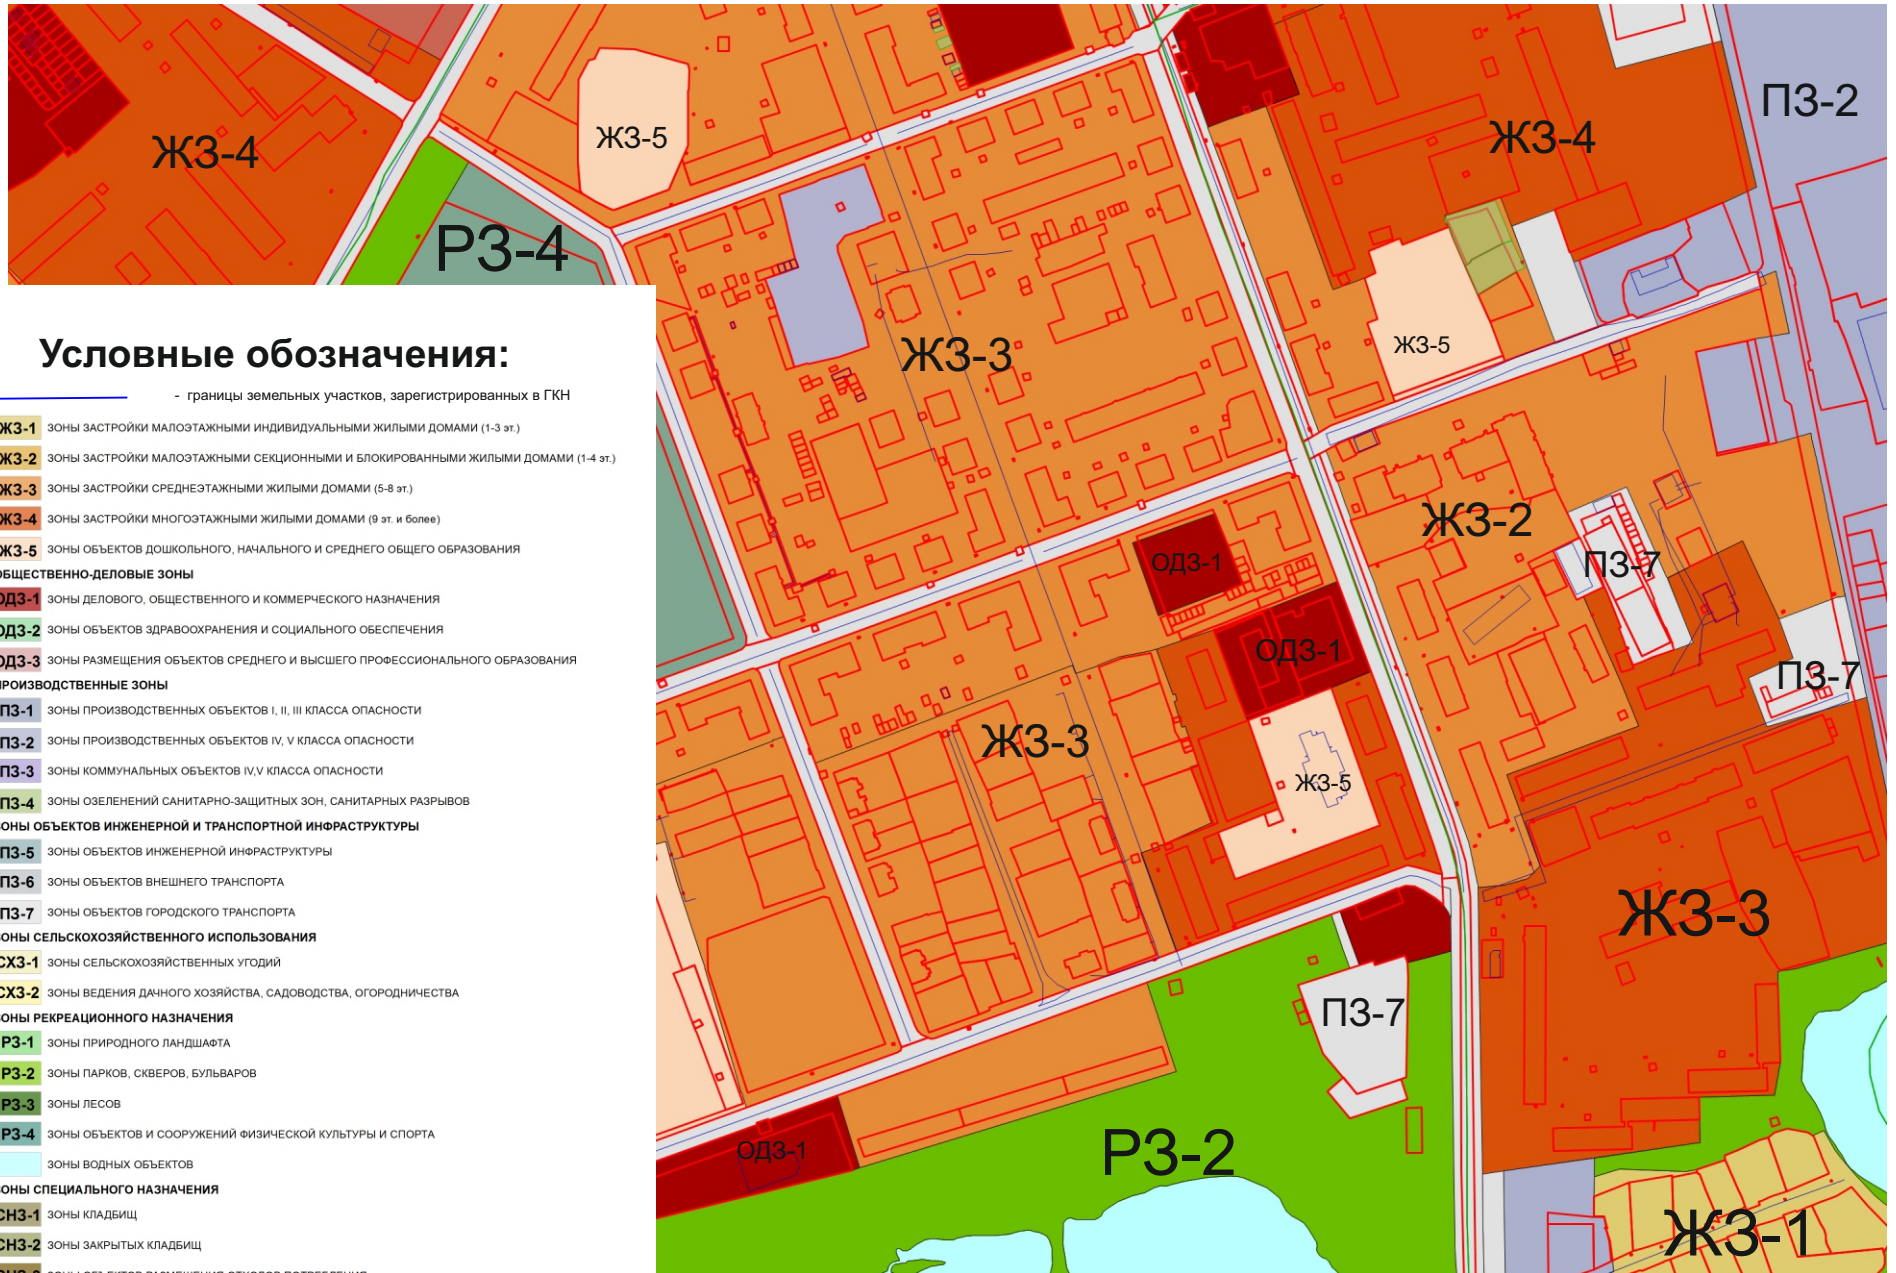 ЖЗ-4
ЖЗ-5
РЗ-4
ЖЗ-4
ПЗ-2
ЖЗ-3
ЖЗ-5
ЖЗ-2
ПЗ-7
ОДЗ-1
ОДЗ-1
ПЗ-7
ЖЗ-3
ЖЗ-5
ЖЗ-3
ПЗ-7
РЗ-2
ОДЗ-1
ЖЗ-1
Условные обозначения:
- границы земельных участков, зарегистрированных в ГКН
ЖЗ-1 ЗОНЫ ЗАСТРОЙКИ МАЛОЭТАЖНЫМИ ИНДИВИДУАЛЬНЫМИ ЖИЛЫМИ ДОМАМИ (1-3 эт.)
ЖЗ-2 ЗОНЫ ЗАСТРОЙКИ МАЛОЭТАЖНЫМИ СЕКЦИОННЫМИ И БЛОКИРОВАННЫМИ ЖИЛЫМИ ДОМАМИ (1-4 эт.)
ЖЗ-3 ЗОНЫ ЗАСТРОЙКИ СРЕДНЕЭТАЖНЫМИ ЖИЛЫМИ ДОМАМИ (5-8 эт.)
ЖЗ-4 ЗОНЫ ЗАСТРОЙКИ МНОГОЭТАЖНЫМИ ЖИЛЫМИ ДОМАМИ (9 эт. и более)
ЖЗ-5 ЗОНЫ ОБЪЕКТОВ ДОШКОЛЬНОГО, НАЧАЛЬНОГО И СРЕДНЕГО ОБЩЕГО ОБРАЗОВАНИЯ
ОБЩЕСТВЕННО-ДЕЛОВЫЕ ЗОНЫ
ОДЗ-1 ЗОНЫ ДЕЛОВОГО, ОБЩЕСТВЕННОГО И КОММЕРЧЕСКОГО НАЗНАЧЕНИЯ
ОДЗ-2 ЗОНЫ ОБЪЕКТОВ ЗДРАВООХРАНЕНИЯ И СОЦИАЛЬНОГО ОБЕСПЕЧЕНИЯ
ОДЗ-3 ЗОНЫ РАЗМЕЩЕНИЯ ОБЪЕКТОВ СРЕДНЕГО И ВЫСШЕГО ПРОФЕССИОНАЛЬНОГО ОБРАЗОВАНИЯ
ПРОИЗВОДСТВЕННЫЕ ЗОНЫ
ПЗ-1 ЗОНЫ ПРОИЗВОДСТВЕННЫХ ОБЪЕКТОВ I, II, III КЛАССА ОПАСНОСТИ
ПЗ-2 ЗОНЫ ПРОИЗВОДСТВЕННЫХ ОБЪЕКТОВ IV, V КЛАССА ОПАСНОСТИ
ПЗ-3 ЗОНЫ КОММУНАЛЬНЫХ ОБЪЕКТОВ IV,V КЛАССА ОПАСНОСТИ
ПЗ-4 ЗОНЫ ОЗЕЛЕНЕНИЙ САНИТАРНО-ЗАЩИТНЫХ ЗОН, САНИТАРНЫХ РАЗРЫВОВ
ЗОНЫ ОБЪЕКТОВ ИНЖЕНЕРНОЙ И ТРАНСПОРТНОЙ ИНФРАСТРУКТУРЫ
ПЗ-5 ЗОНЫ ОБЪЕКТОВ ИНЖЕНЕРНОЙ ИНФРАСТРУКТУРЫ
ПЗ-6 ЗОНЫ ОБЪЕКТОВ ВНЕШНЕГО ТРАНСПОРТА
ПЗ-7 ЗОНЫ ОБЪЕКТОВ ГОРОДСКОГО ТРАНСПОРТА
ЗОНЫ СЕЛЬСКОХОЗЯЙСТВЕННОГО ИСПОЛЬЗОВАНИЯ
СХЗ-1 ЗОНЫ СЕЛЬСКОХОЗЯЙСТВЕННЫХ УГОДИЙ
СХЗ-2 ЗОНЫ ВЕДЕНИЯ ДАЧНОГО ХОЗЯЙСТВА, САДОВОДСТВА, ОГОРОДНИЧЕСТВА
ЗОНЫ РЕКРЕАЦИОННОГО НАЗНАЧЕНИЯ
РЗ-1 ЗОНЫ ПРИРОДНОГО ЛАНДШАФТА
РЗ-2 ЗОНЫ ПАРКОВ, СКВЕРОВ, БУЛЬВАРОВ
РЗ-3 ЗОНЫ ЛЕСОВ
РЗ-4 ЗОНЫ ОБЪЕКТОВ И СООРУЖЕНИЙ ФИЗИЧЕСКОЙ КУЛЬТУРЫ И СПОРТА
ЗОНЫ ВОДНЫХ ОБЪЕКТОВ
ЗОНЫ СПЕЦИАЛЬНОГО НАЗНАЧЕНИЯ
СНЗ-1 ЗОНЫ КЛАДБИЩ
СНЗ-2 ЗОНЫ ЗАКРЫТЫХ КЛАДБИЩ